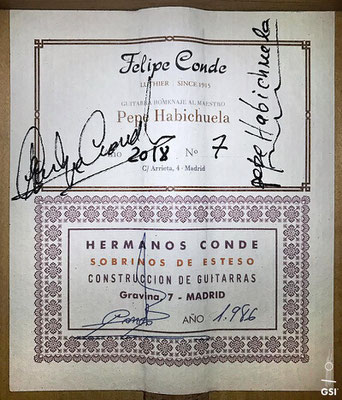 Felipe Conde
LUTHIER SINCE 1915
GUITARRA HOMENAJE AL MAESTRO
Pepe Habichuela
2018 Nº 7
C/ Arrieta, 4 - Madrid
pepe Habichuela
HERMANOS CONDE
SOBRINOS DE ESTESO
CONSTRUCCION DE GUITARRAS
Gravina, 7 - MADRID
Conde AÑO 1.986
GSI